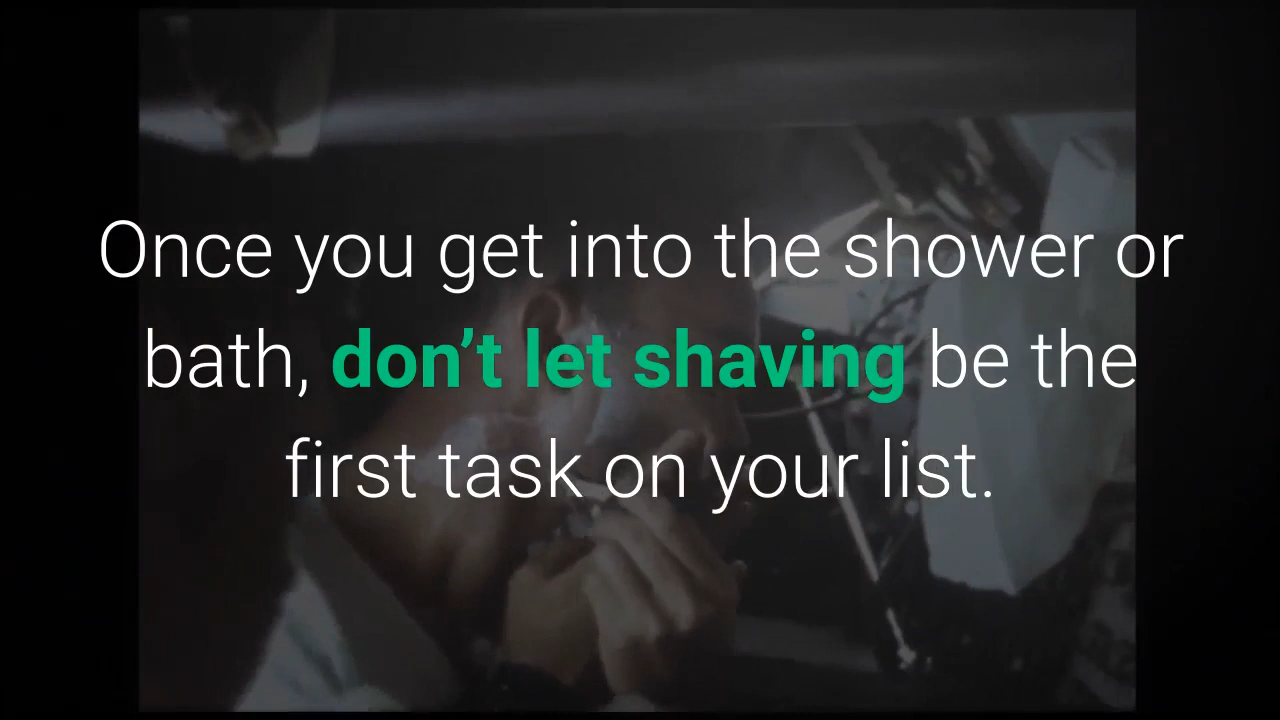 Once you get into the shower or
bath, don’t let shaving be the
first task on your list.